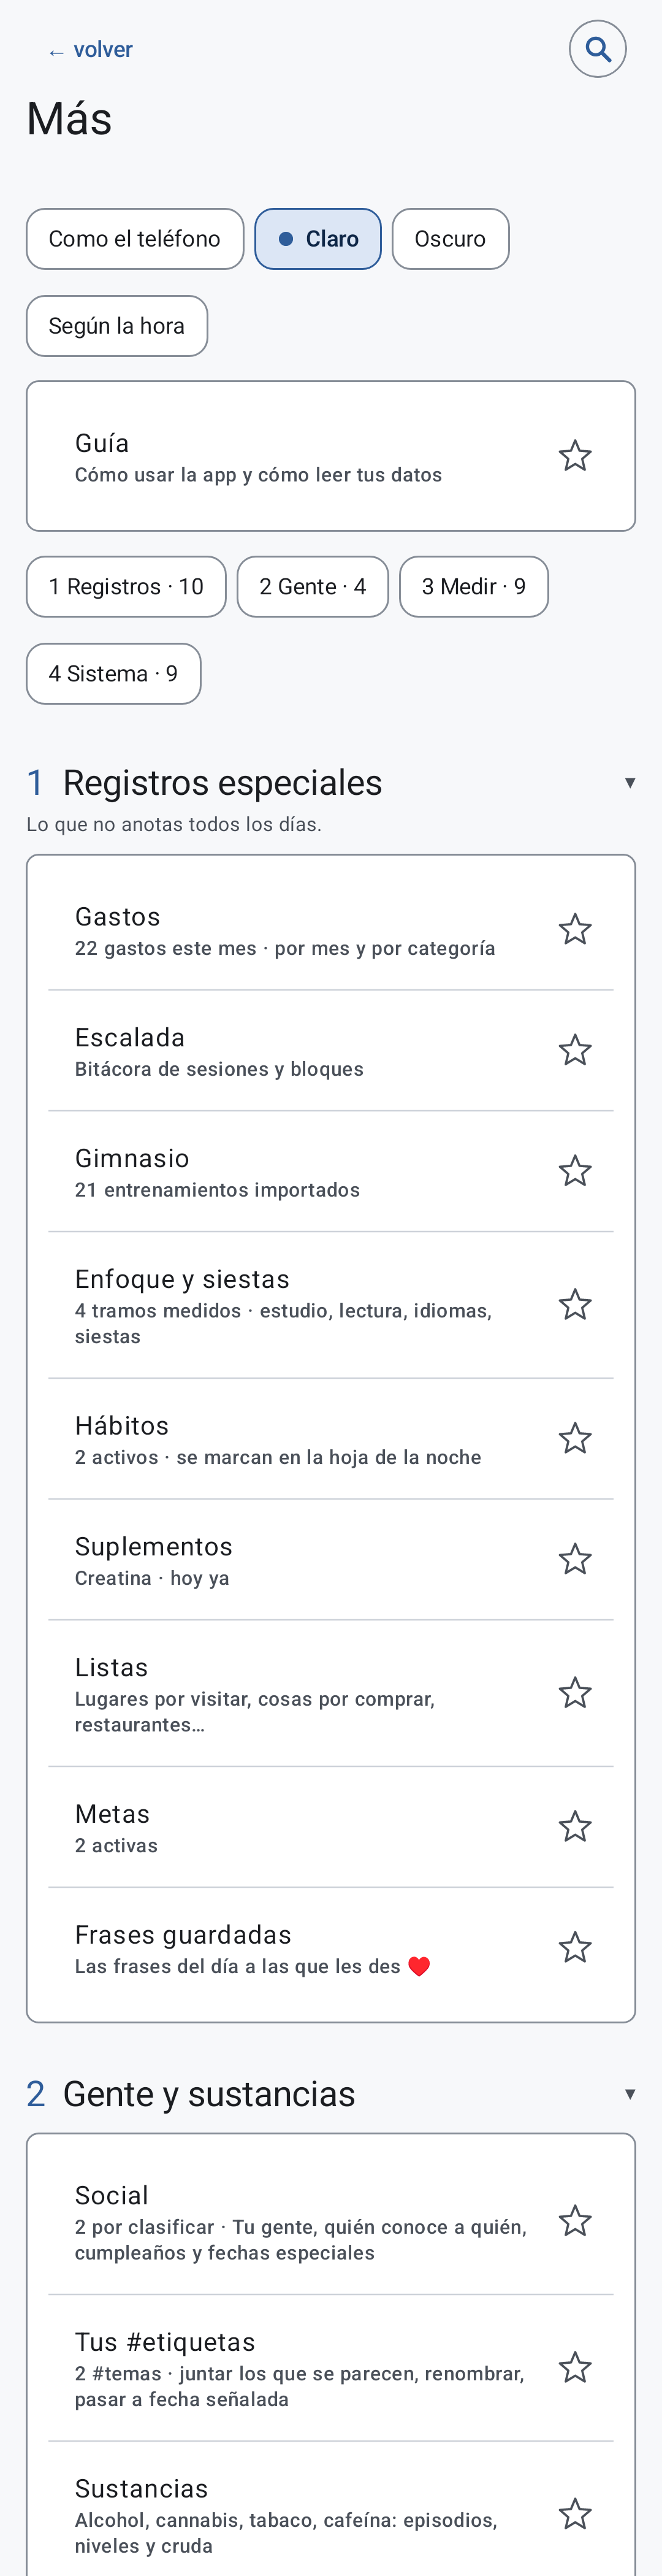 ← volver
Más
Como el teléfono
Claro
Oscuro
Según la hora
Guía
Cómo usar la app y cómo leer tus datos
1 Registros · 10
2 Gente · 4
3 Medir · 9
4 Sistema · 9
1 Registros especiales
Lo que no anotas todos los días.
Gastos
22 gastos este mes · por mes y por categoría
Escalada
Bitácora de sesiones y bloques
Gimnasio
21 entrenamientos importados
Enfoque y siestas
4 tramos medidos · estudio, lectura, idiomas,
siestas
Hábitos
2 activos · se marcan en la hoja de la noche
Suplementos
Creatina · hoy ya
Listas
Lugares por visitar, cosas por comprar,
restaurantes…
Metas
2 activas
Frases guardadas
Las frases del día a las que les des ❤️
2 Gente y sustancias
Social
2 por clasificar · Tu gente, quién conoce a quién,
cumpleaños y fechas especiales
Tus #etiquetas
2 #temas · juntar los que se parecen, renombrar,
pasar a fecha señalada
Sustancias
Alcohol, cannabis, tabaco, cafeína: episodios,
niveles y cruda